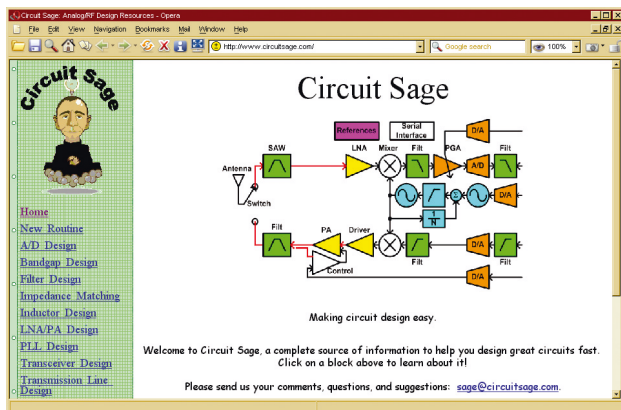 Circuit Sage: Analog/RF Design Resources - Opera
File Edit View Navigation Bookmarks Mail Window Help
http://www.circuitsage.com/
Google search
100%
Circuit Sage
Home
New Routine
A/D Design
Bandgap Design
Filter Design
Impedance Matching
Inductor Design
LNA/PA Design
PLL Design
Transceiver Design
Transmission Line
Design
Circuit Sage
References
Serial
Interface
D/A
SAW
LNA
Mixer
Filt
PGA
Filt
A/D
Antenna
Switch
Σ
D/A
1/N
Filt
PA
Driver
Control
Filt
D/A
Filt
D/A
Making circuit design easy.
Welcome to Circuit Sage, a complete source of information to help you design great circuits fast.
Click on a block above to learn about it!
Please send us your comments, questions, and suggestions: sage@circuitsage.com.